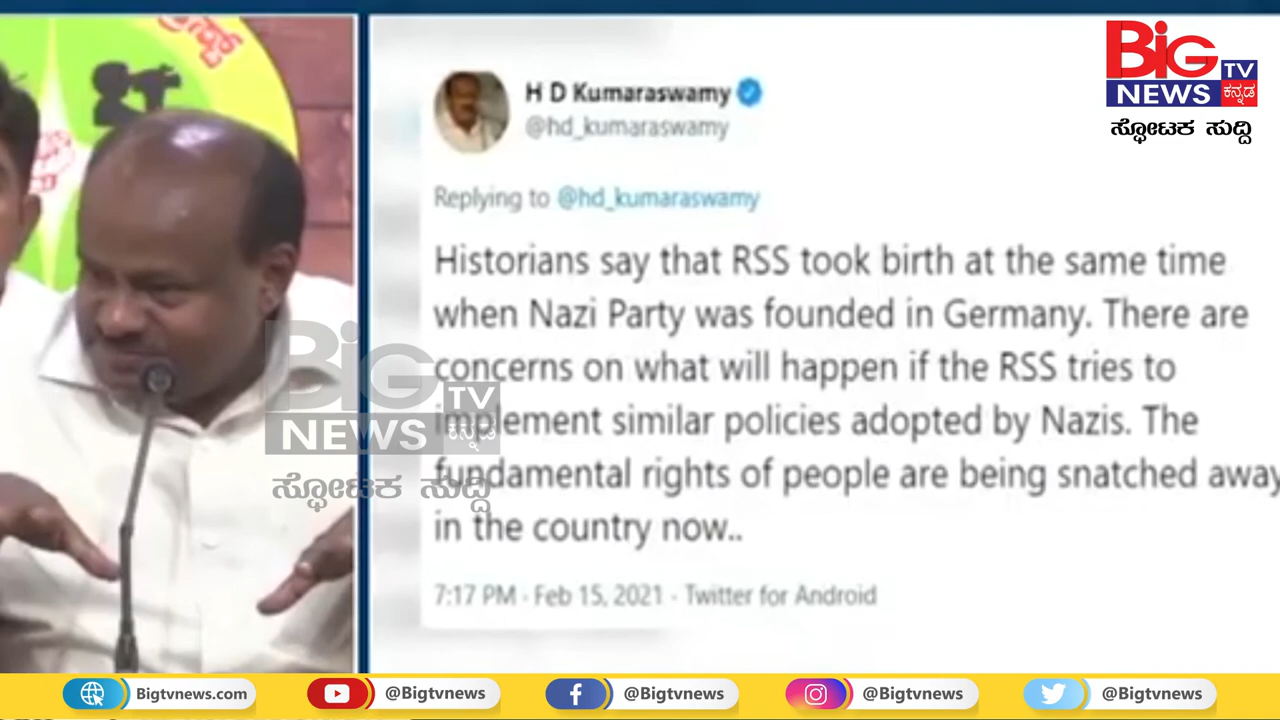 BiG TV
NEWS ಕನ್ನಡ
ಸ್ಫೋಟಕ ಸುದ್ದಿ
H D Kumaraswamy
@hd_kumaraswamy
Replying to @hd_kumaraswamy
Historians say that RSS took birth at the same time
when Nazi Party was founded in Germany. There are
concerns on what will happen if the RSS tries to
implement similar policies adopted by Nazis. The
fundamental rights of people are being snatched away
in the country now..
7:17 PM · Feb 15, 2021 · Twitter for Android
BiG TV
NEWS ಕನ್ನಡ
ಸ್ಫೋಟಕ ಸುದ್ದಿ
Bigtvnews.com
@Bigtvnews
@Bigtvnews
@Bigtvnews
@Bigtvnews